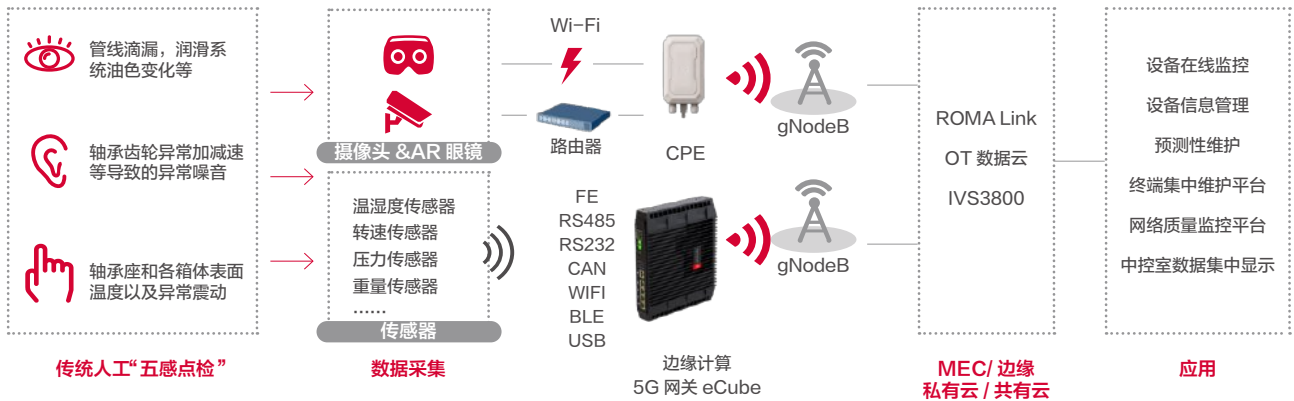 管线滴漏，润滑系
统油色变化等
轴承齿轮异常加减速
等导致的异常噪音
轴承座和各箱体表面
温度以及异常震动
传统人工“五感点检”
摄像头 &AR 眼镜
温湿度传感器
转速传感器
压力传感器
重量传感器
......
传感器
数据采集
Wi-Fi
路由器
CPE
gNodeB
FE
RS485
RS232
CAN
WIFI
BLE
USB
边缘计算
5G 网关 eCube
gNodeB
ROMA Link
OT 数据云
IVS3800
MEC/ 边缘
私有云 / 共有云
设备在线监控
设备信息管理
预测性维护
终端集中维护平台
网络质量监控平台
中控室数据集中显示
应用